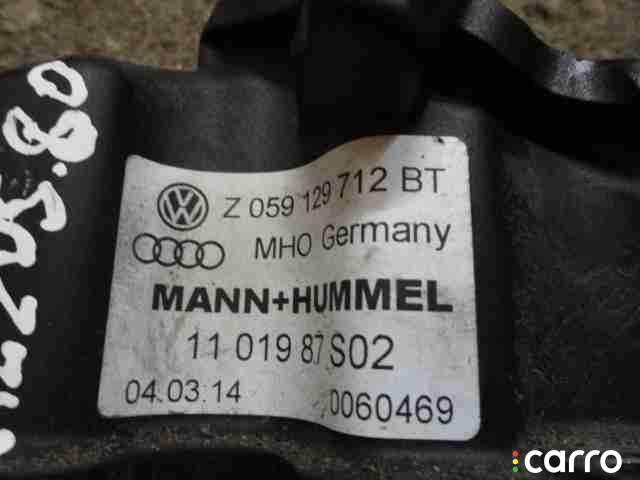 Z 059 129 712 BT
MHO Germany
MANN+HUMMEL
11 019 87 S02
04.03.14 0060469
carro